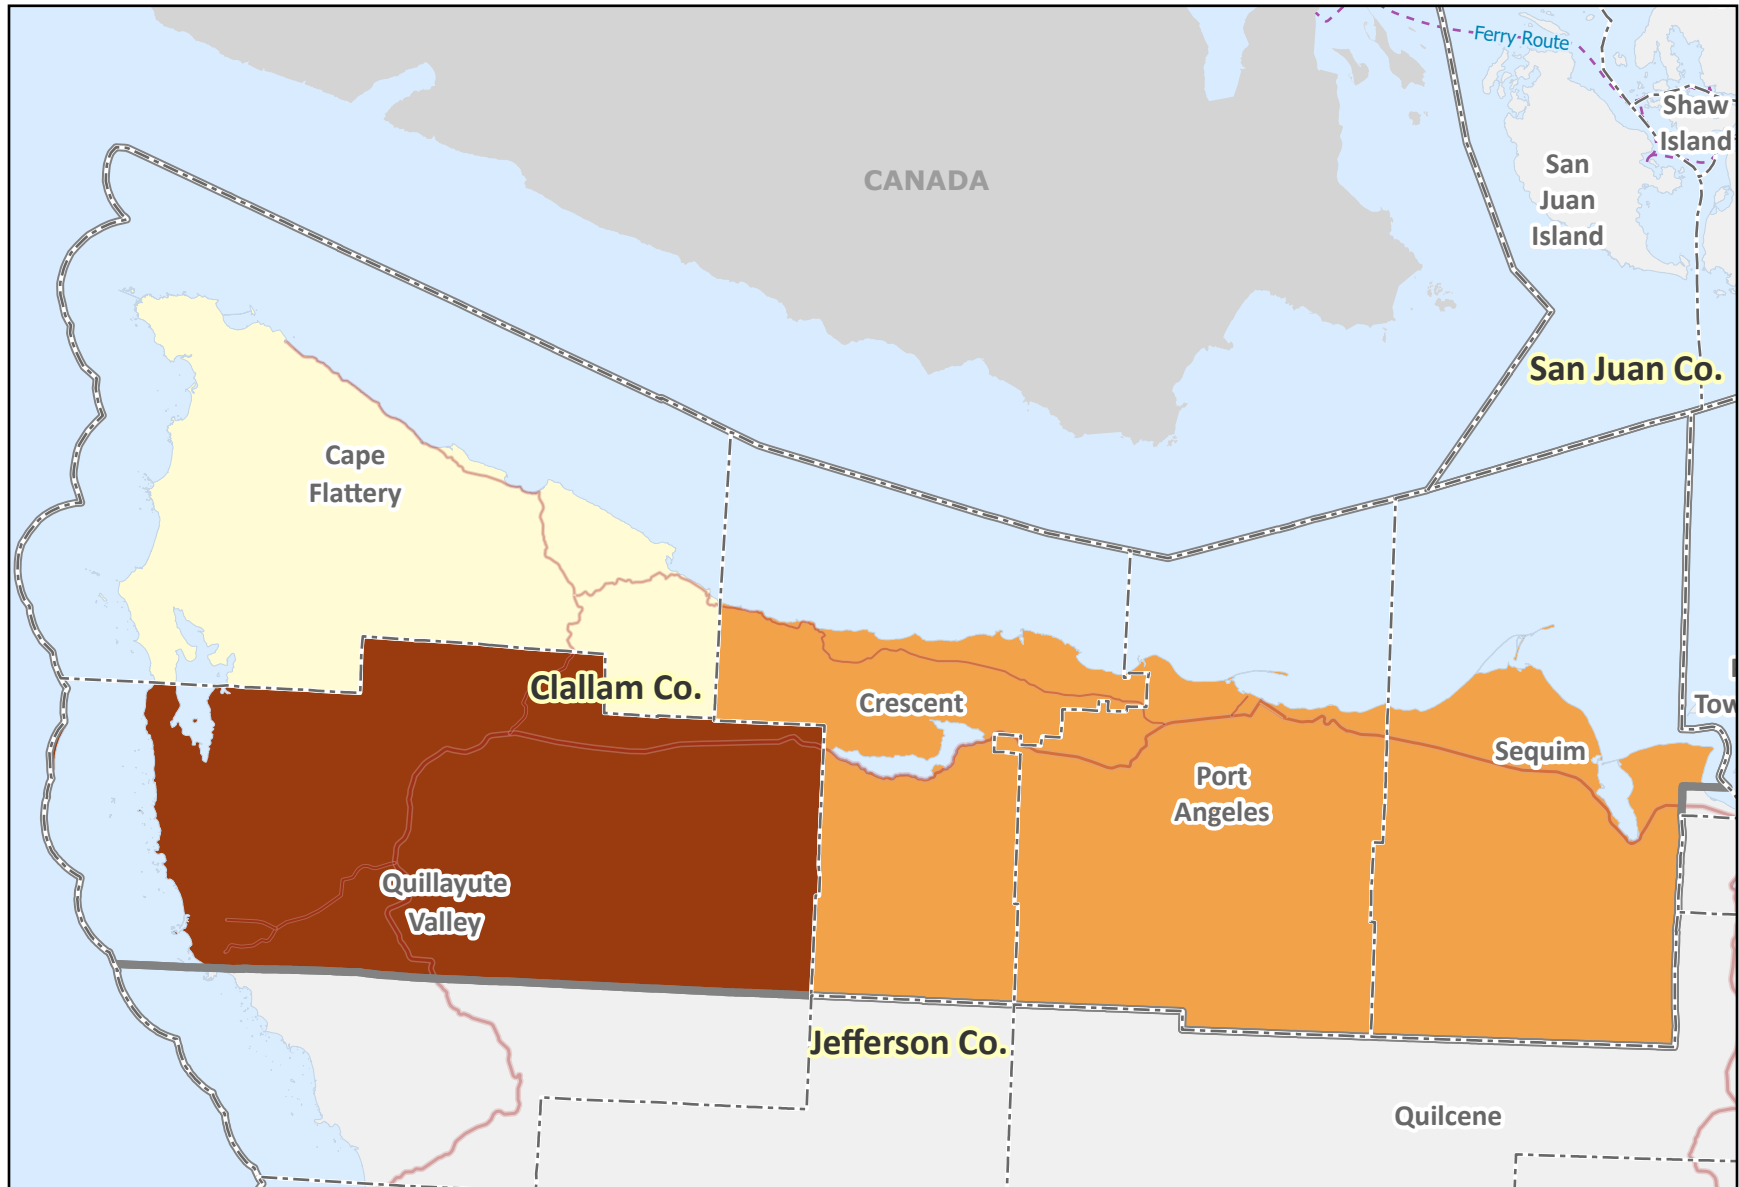 Ferry Route
Shaw
Island
San
Juan
Island
CANADA
San Juan Co.
Cape
Flattery
Clallam Co.
Crescent
Tow
Sequim
Port
Angeles
Quillayute
Valley
Jefferson Co.
Quilcene